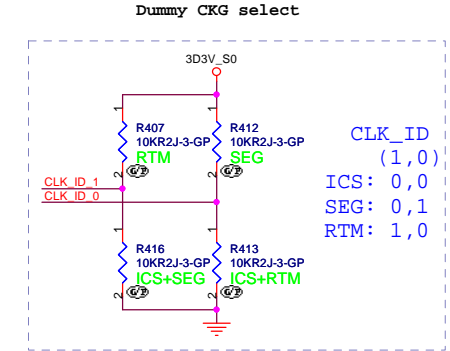 Dummy CKG select
3D3V_S0
1
1
R407
10KR2J-3-GP
RTM
2
R412
10KR2J-3-GP
SEG
2
CLK_ID
(1,0)
ICS: 0,0
SEG: 0,1
RTM: 1,0
CLK_ID_1
CLK_ID_0
1
1
R416
10KR2J-3-GP
ICS+SEG
2
R413
10KR2J-3-GP
ICS+RTM
2